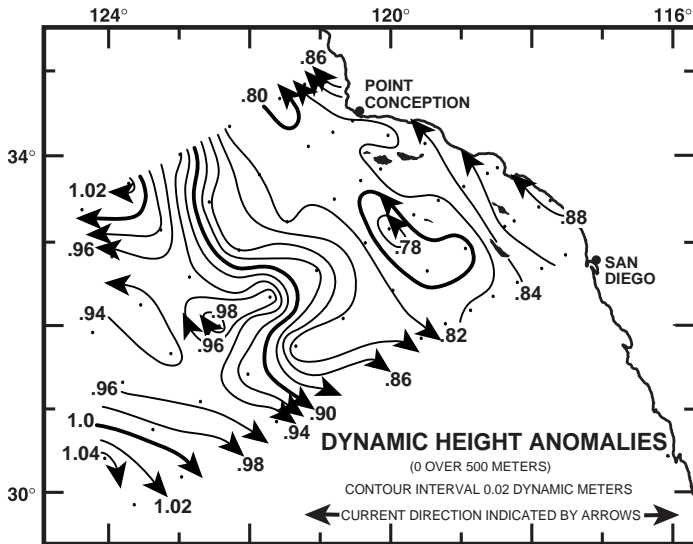 124° 120° 116°
.86
.80
POINT
CONCEPTION
34°
1.02
.96
.88
.78
SAN
DIEGO
.84
.94
.98
.96
.82
.86
.96
1.0
.90
.94
1.04
.98
DYNAMIC HEIGHT ANOMALIES
(0 OVER 500 METERS)
CONTOUR INTERVAL 0.02 DYNAMIC METERS
30°
1.02
CURRENT DIRECTION INDICATED BY ARROWS